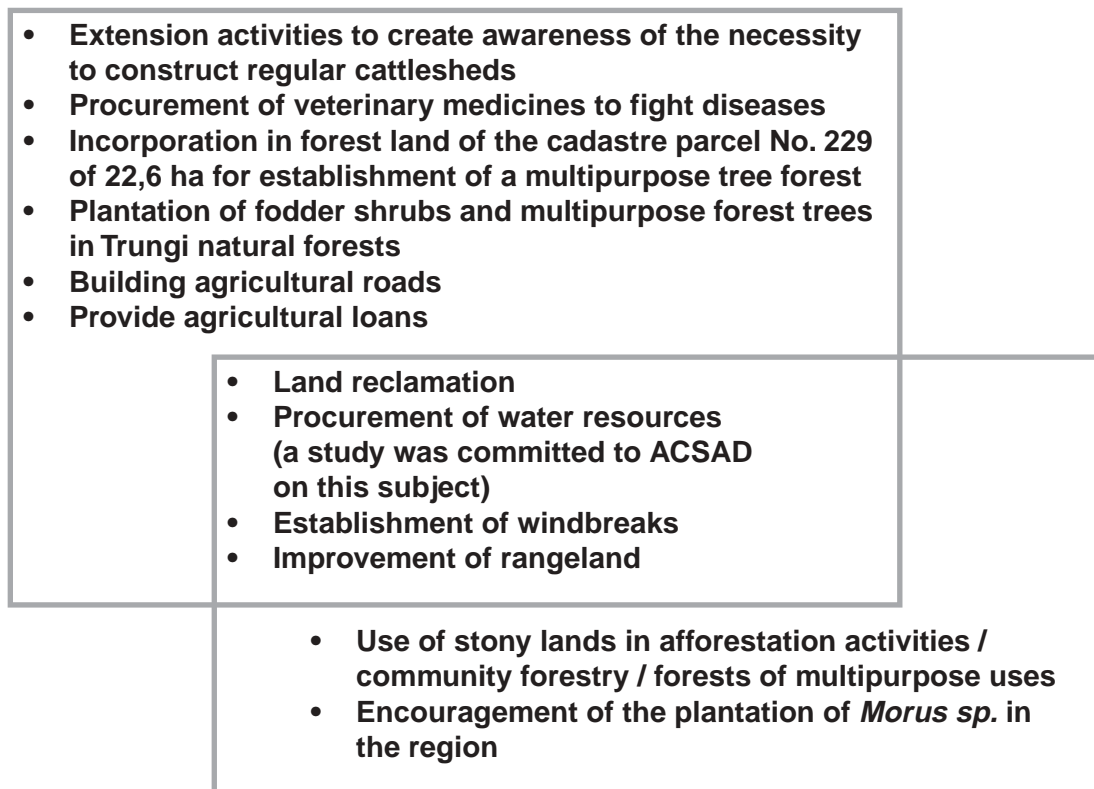 • Extension activities to create awareness of the necessity
to construct regular cattlesheds
• Procurement of veterinary medicines to fight diseases
• Incorporation in forest land of the cadastre parcel No. 229
of 22,6 ha for establishment of a multipurpose tree forest
• Plantation of fodder shrubs and multipurpose forest trees
in Trungi natural forests
• Building agricultural roads
• Provide agricultural loans
• Land reclamation
• Procurement of water resources
(a study was committed to ACSAD
on this subject)
• Establishment of windbreaks
• Improvement of rangeland
• Use of stony lands in afforestation activities /
community forestry / forests of multipurpose uses
• Encouragement of the plantation of Morus sp. in
the region